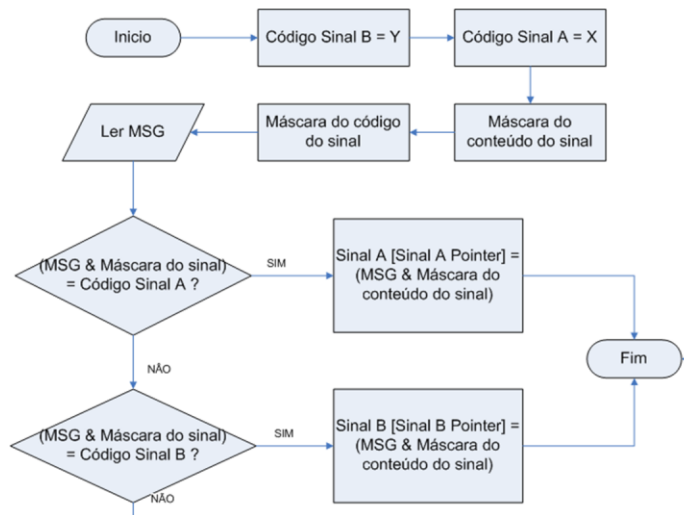 Inicio
Código Sinal B = Y
Código Sinal A = X
Máscara do
conteúdo do sinal
Máscara do código
do sinal
Ler MSG
(MSG & Máscara do sinal)
= Código Sinal A ?
SIM
Sinal A [Sinal A Pointer] =
(MSG & Máscara do
conteúdo do sinal)
Fim
NÃO
(MSG & Máscara do sinal)
= Código Sinal B ?
SIM
Sinal B [Sinal B Pointer] =
(MSG & Máscara do
conteúdo do sinal)
NÃO